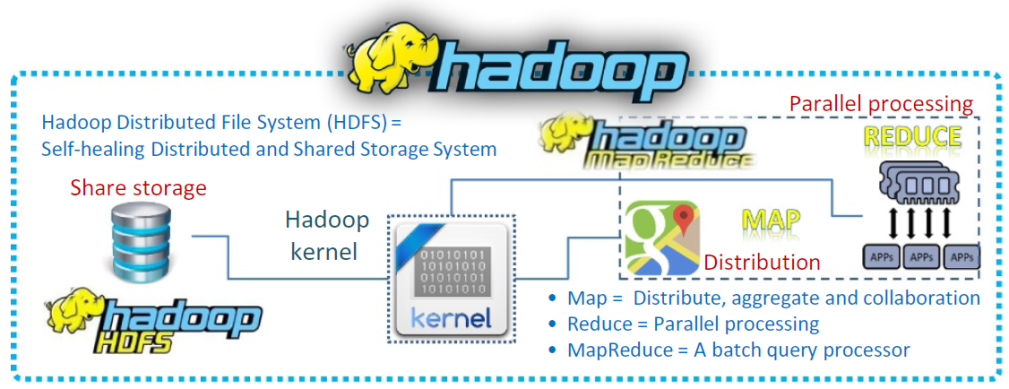 hadoop
Hadoop Distributed File System (HDFS) =
Self-healing Distributed and Shared Storage System
Share storage
hadoop
HDFS
Hadoop
kernel
01010101
10101010
01010101
10101010
kernel
Parallel processing
hadoop
Map Reduce
REDUCE
MAP
Distribution
APPs APPs APPs
• Map = Distribute, aggregate and collaboration
• Reduce = Parallel processing
• MapReduce = A batch query processor